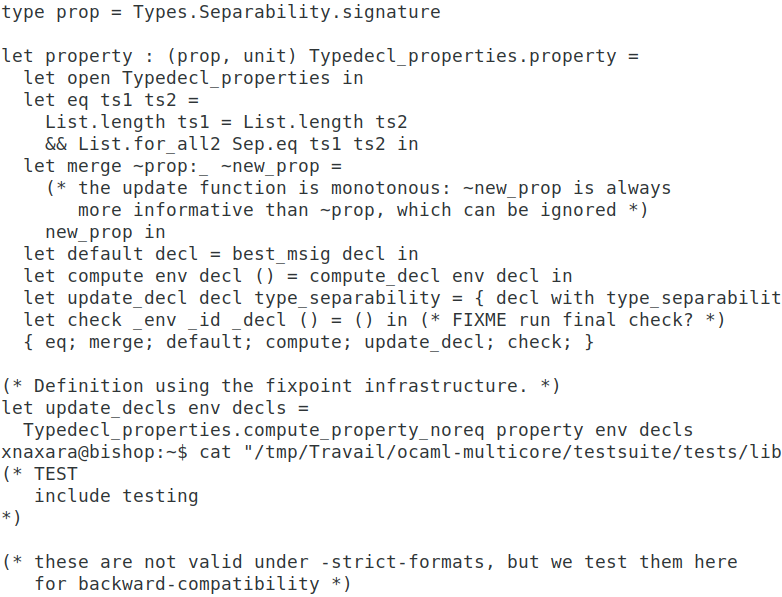 type prop = Types.Separability.signature

let property : (prop, unit) Typedecl_properties.property =
  let open Typedecl_properties in
  let eq ts1 ts2 =
    List.length ts1 = List.length ts2
    && List.for_all2 Sep.eq ts1 ts2 in
  let merge ~prop:_ ~new_prop =
    (* the update function is monotonous: ~new_prop is always
       more informative than ~prop, which can be ignored *)
    new_prop in
  let default decl = best_msig decl in
  let compute env decl () = compute_decl env decl in
  let update_decl decl type_separability = { decl with type_separabilit
  let check _env _id _decl () = () in (* FIXME run final check? *)
  { eq; merge; default; compute; update_decl; check; }

(* Definition using the fixpoint infrastructure. *)
let update_decls env decls =
  Typedecl_properties.compute_property_noreq property env decls
xnaxara@bishop:~$ cat "/tmp/Travail/ocaml-multicore/testsuite/tests/lib
(* TEST
   include testing
*)

(* these are not valid under -strict-formats, but we test them here
   for backward-compatibility *)